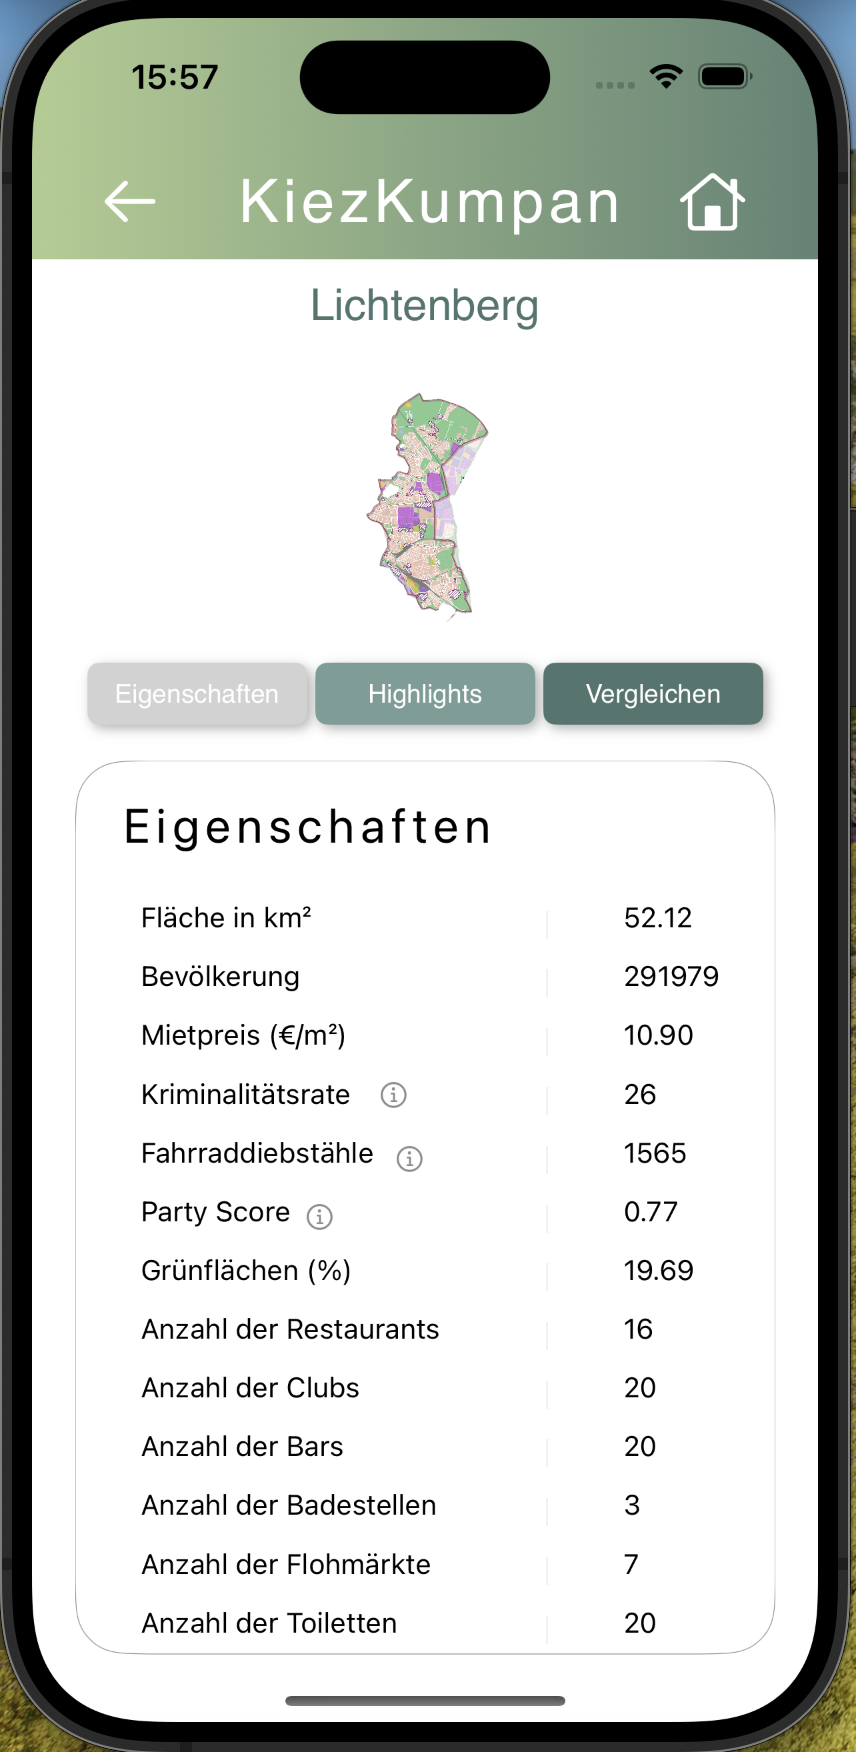 15:57
KiezKumpan
Lichtenberg
Eigenschaften Highlights Vergleichen
Eigenschaften
Fläche in km² 52.12
Bevölkerung 291979
Mietpreis (€/m²) 10.90
Kriminalitätsrate 26
Fahrraddiebstähle 1565
Party Score 0.77
Grünflächen (%) 19.69
Anzahl der Restaurants 16
Anzahl der Clubs 20
Anzahl der Bars 20
Anzahl der Badestellen 3
Anzahl der Flohmärkte 7
Anzahl der Toiletten 20